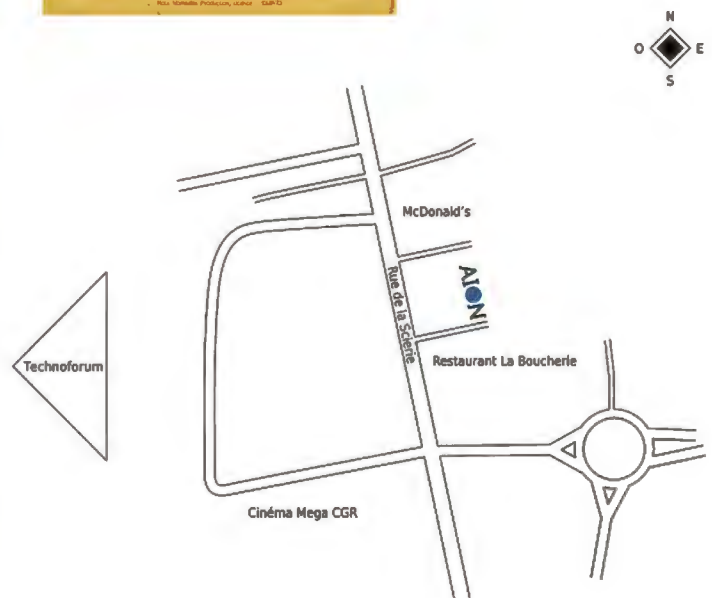 N
O E
S
McDonald's
AION
Rue de la Scierie
Technoforum
Restaurant La Boucherie
Cinéma Mega CGR